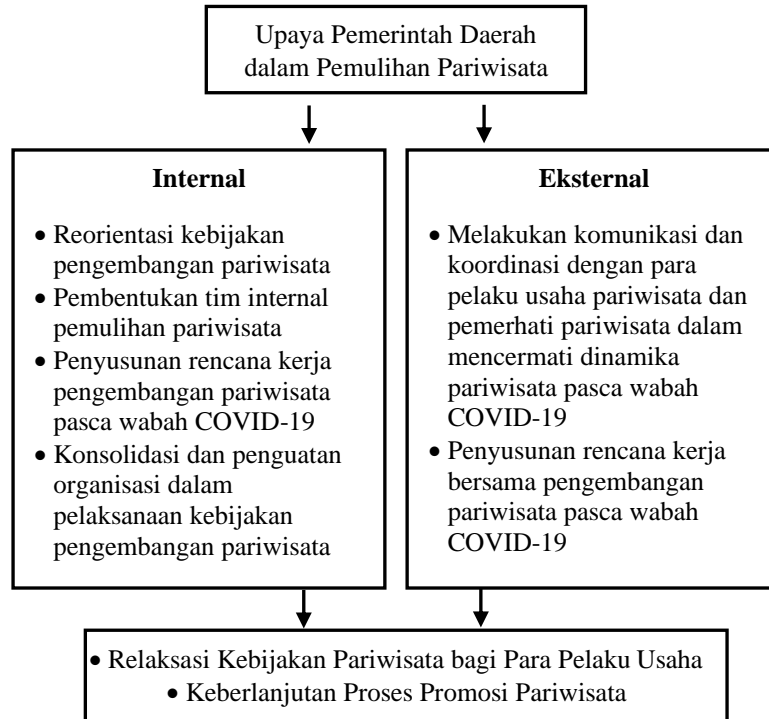 Upaya Pemerintah Daerah
dalam Pemulihan Pariwisata
Internal
• Reorientasi kebijakan
pengembangan pariwisata
• Pembentukan tim internal
pemulihan pariwisata
• Penyusunan rencana kerja
pengembangan pariwisata
pasca wabah COVID-19
• Konsolidasi dan penguatan
organisasi dalam
pelaksanaan kebijakan
pengembangan pariwisata
Eksternal
• Melakukan komunikasi dan
koordinasi dengan para
pelaku usaha pariwisata dan
pemerhati pariwisata dalam
mencermati dinamika
pariwisata pasca wabah
COVID-19
• Penyusunan rencana kerja
bersama pengembangan
pariwisata pasca wabah
COVID-19
• Relaksasi Kebijakan Pariwisata bagi Para Pelaku Usaha
• Keberlanjutan Proses Promosi Pariwisata